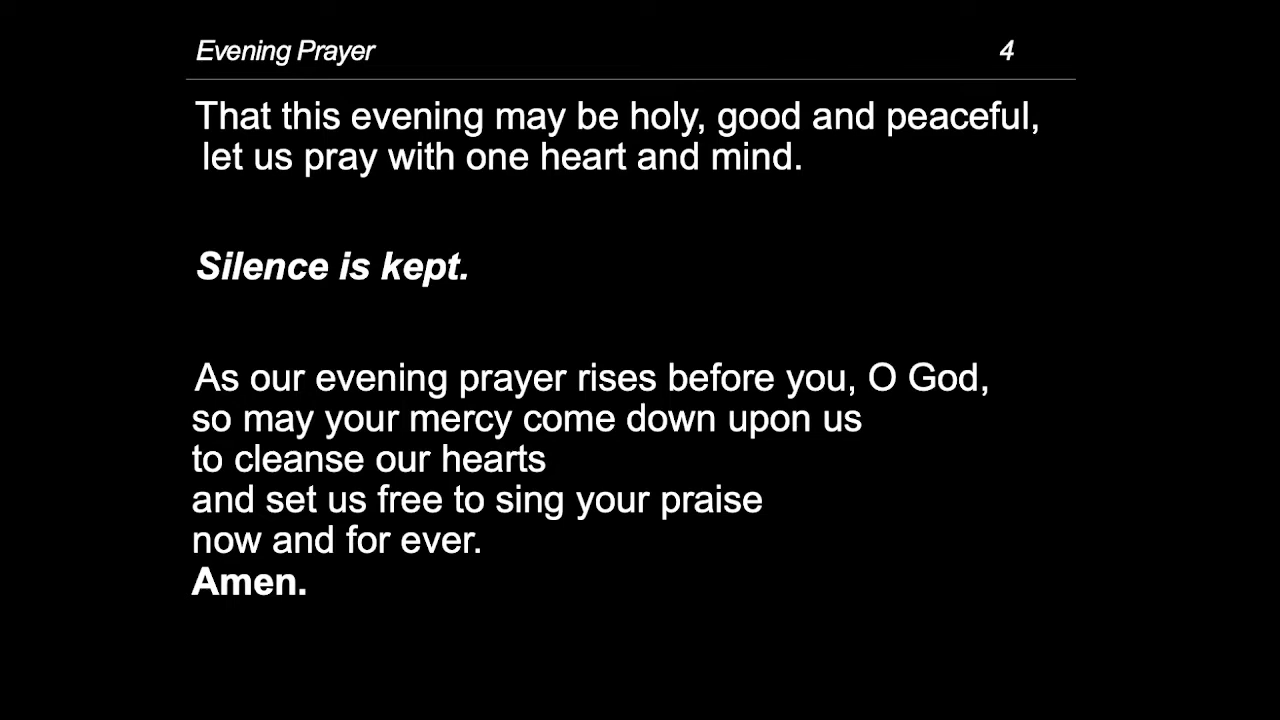 Evening Prayer 4
That this evening may be holy, good and peaceful,
let us pray with one heart and mind.
Silence is kept.
As our evening prayer rises before you, O God,
so may your mercy come down upon us
to cleanse our hearts
and set us free to sing your praise
now and for ever.
Amen.